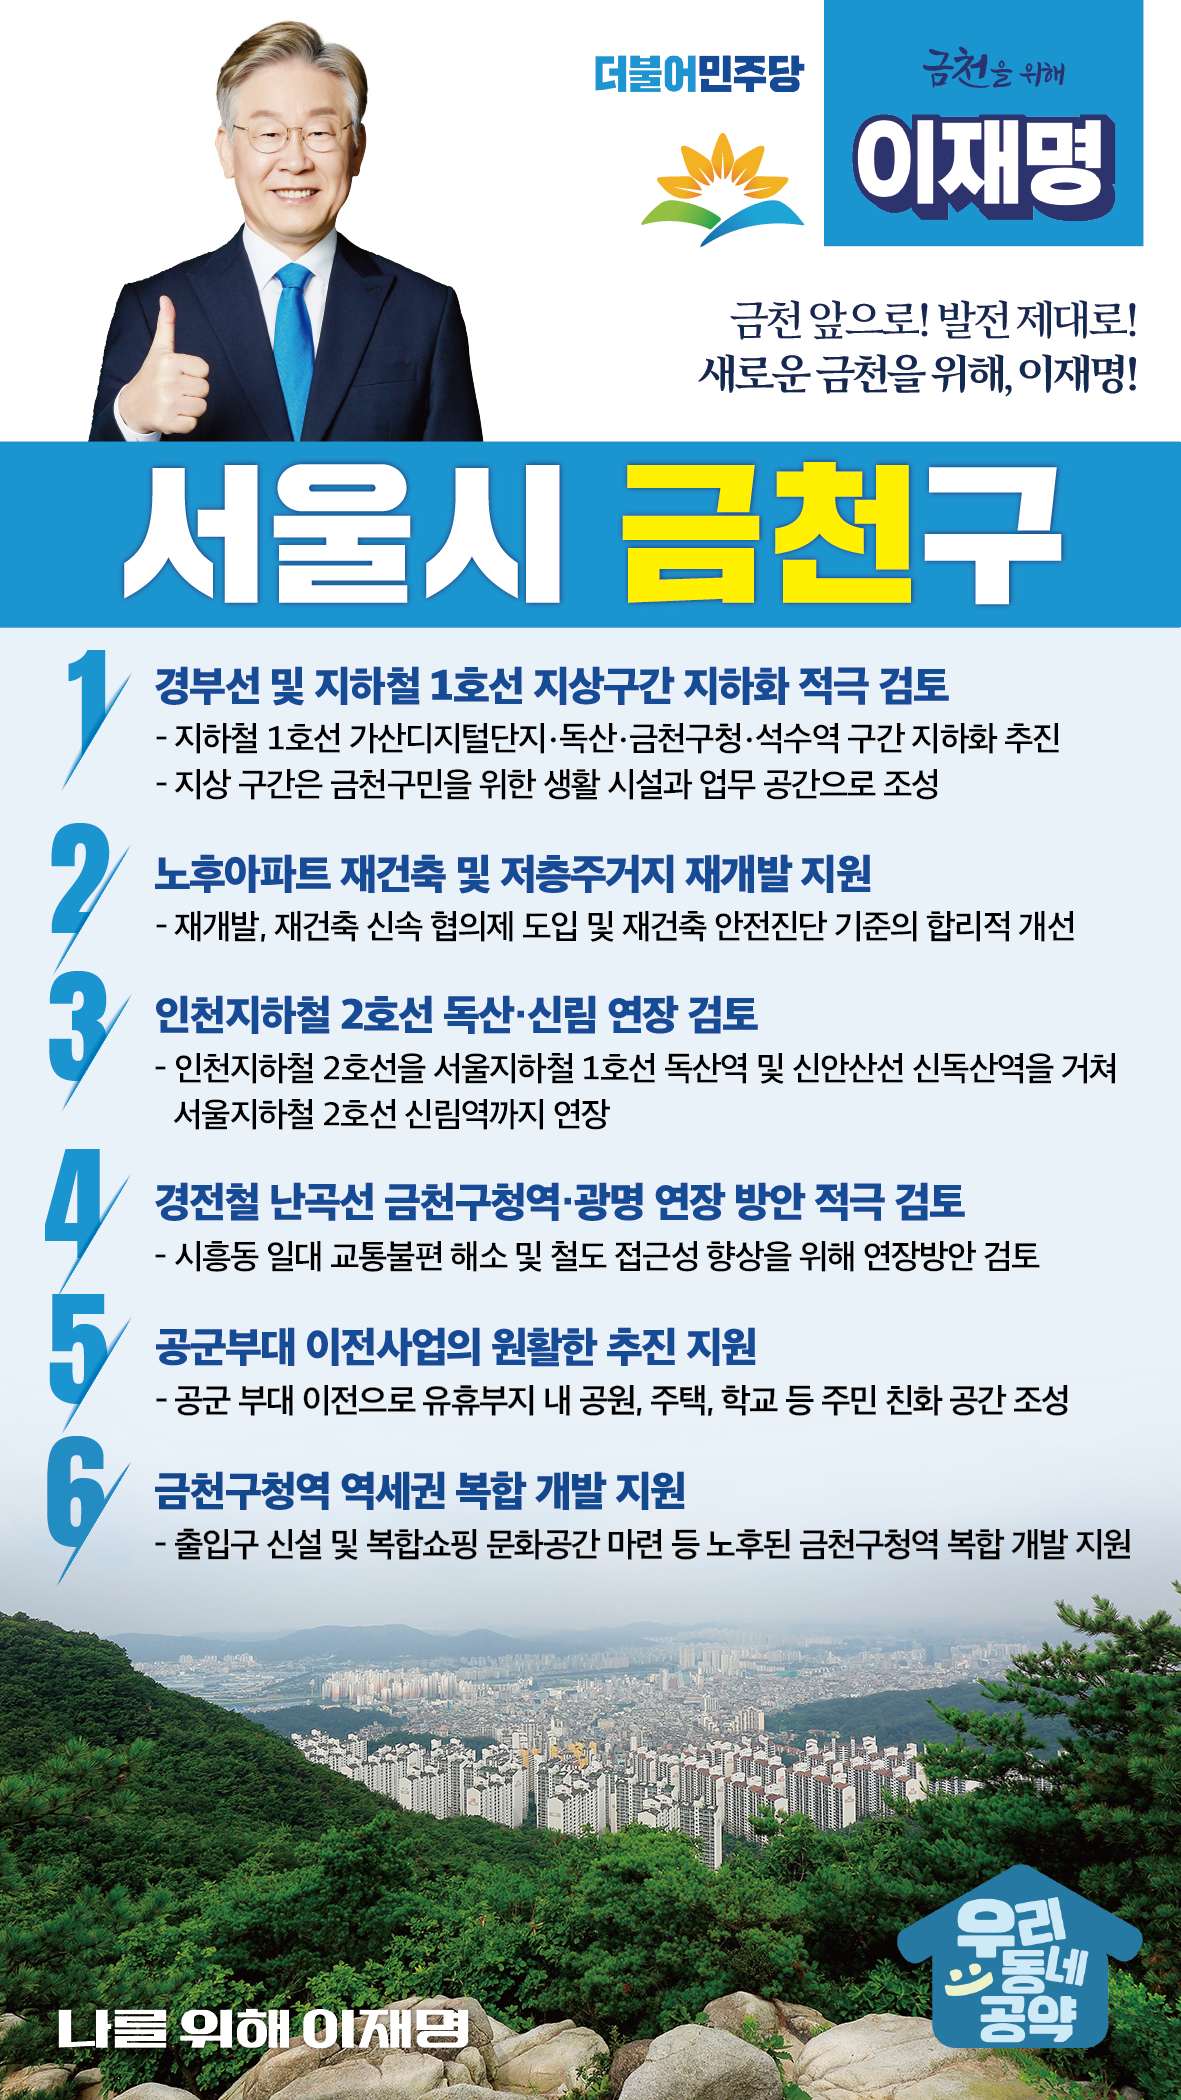 더불어민주당
금천을 위해
이재명
금천 앞으로! 발전 제대로!
새로운 금천을 위해, 이재명!
서울시 금천구
1 경부선 및 지하철 1호선 지상구간 지하화 적극 검토
- 지하철 1호선 가산디지털단지·독산·금천구청·석수역 구간 지하화 추진
- 지상 구간은 금천구민을 위한 생활 시설과 업무 공간으로 조성
2 노후아파트 재건축 및 저층주거지 재개발 지원
- 재개발, 재건축 신속 협의제 도입 및 재건축 안전진단 기준의 합리적 개선
3 인천지하철 2호선 독산·신림 연장 검토
- 인천지하철 2호선을 서울지하철 1호선 독산역 및 신안산선 신독산역을 거쳐
서울지하철 2호선 신림역까지 연장
4 경전철 난곡선 금천구청역·광명 연장 방안 적극 검토
- 시흥동 일대 교통불편 해소 및 철도 접근성 향상을 위해 연장방안 검토
5 공군부대 이전사업의 원활한 추진 지원
- 공군 부대 이전으로 유휴부지 내 공원, 주택, 학교 등 주민 친화 공간 조성
6 금천구청역 역세권 복합 개발 지원
- 출입구 신설 및 복합쇼핑 문화공간 마련 등 노후된 금천구청역 복합 개발 지원
우리
동네
공약
나를 위해 이재명